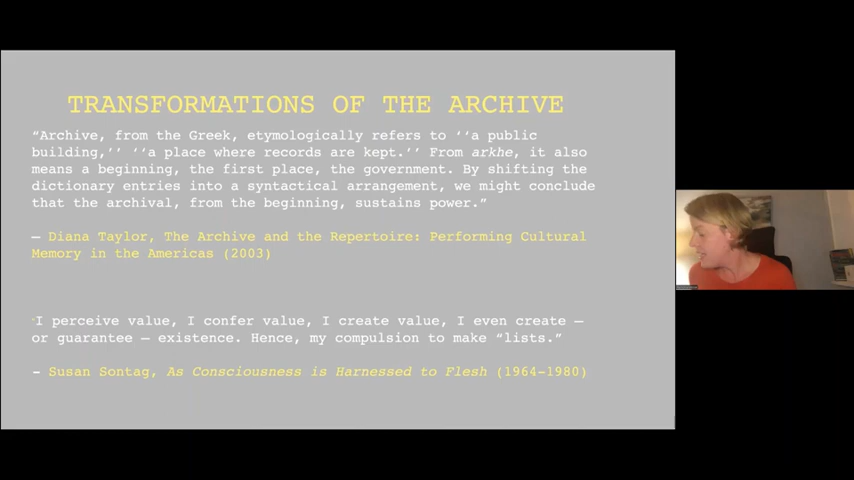 TRANSFORMATIONS OF THE ARCHIVE
“Archive, from the Greek, etymologically refers to ‘‘a public
building,’’ ‘‘a place where records are kept.’’ From arkhe, it also
means a beginning, the first place, the government. By shifting the
dictionary entries into a syntactical arrangement, we might conclude
that the archival, from the beginning, sustains power.”
— Diana Taylor, The Archive and the Repertoire: Performing Cultural
Memory in the Americas (2003)
I perceive value, I confer value, I create value, I even create —
or guarantee — existence. Hence, my compulsion to make “lists.”
- Susan Sontag, As Consciousness is Harnessed to Flesh (1964-1980)